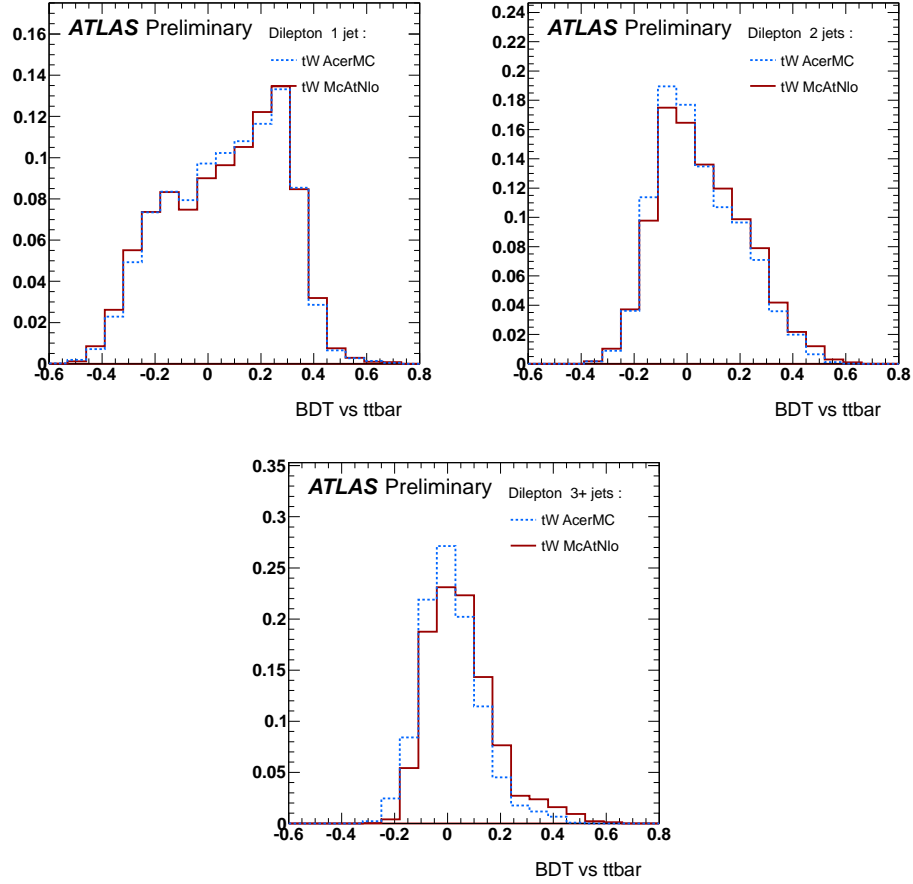 ATLAS Preliminary
Dilepton 1 jet :
tW AcerMC
tW McAtNlo
0.16
0.14
0.12
0.1
0.08
0.06
0.04
0.02
0
-0.6 -0.4 -0.2 0 0.2 0.4 0.6 0.8
BDT vs ttbar
ATLAS Preliminary
Dilepton 2 jets :
tW AcerMC
tW McAtNlo
0.24
0.22
0.2
0.18
0.16
0.14
0.12
0.1
0.08
0.06
0.04
0.02
0
-0.6 -0.4 -0.2 0 0.2 0.4 0.6 0.8
BDT vs ttbar
ATLAS Preliminary
Dilepton 3+ jets :
tW AcerMC
tW McAtNlo
0.35
0.3
0.25
0.2
0.15
0.1
0.05
0
-0.6 -0.4 -0.2 0 0.2 0.4 0.6 0.8
BDT vs ttbar